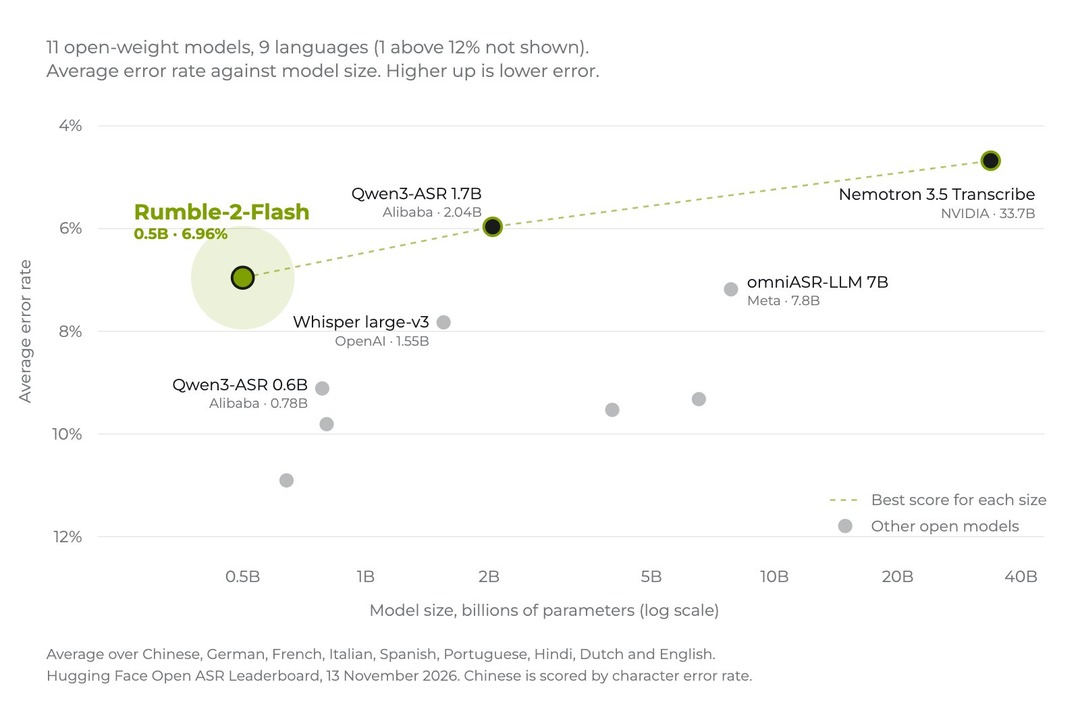 11 open-weight models, 9 languages (1 above 12% not shown).
Average error rate against model size. Higher up is lower error.
4%
6%
8%
10%
12%
Average error rate
Rumble-2-Flash
0.5B · 6.96%
Qwen3-ASR 1.7B
Alibaba · 2.04B
Nemotron 3.5 Transcribe
NVIDIA · 33.7B
omniASR-LLM 7B
Meta · 7.8B
Whisper large-v3
OpenAI · 1.55B
Qwen3-ASR 0.6B
Alibaba · 0.78B
Best score for each size
Other open models
0.5B
1B
2B
5B
10B
20B
40B
Model size, billions of parameters (log scale)
Average over Chinese, German, French, Italian, Spanish, Portuguese, Hindi, Dutch and English.
Hugging Face Open ASR Leaderboard, 13 November 2026. Chinese is scored by character error rate.